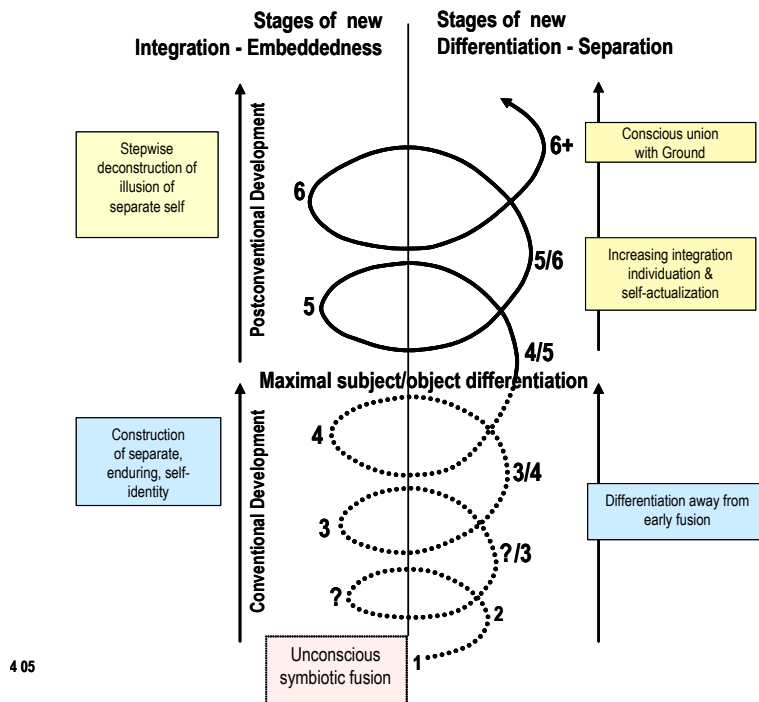 Stages of new
Integration - Embeddedness
Stages of new
Differentiation - Separation
Stepwise
deconstruction of
illusion of
separate self
Postconventional Development
6+
Conscious union
with Ground
6
5/6
Increasing integration
individuation &
self-actualization
5
4/5
Maximal subject/object differentiation
Construction
of separate,
enduring, self-
identity
Conventional Development
4
3/4
Differentiation away from
early fusion
3
?/3
?
2
Unconscious
symbiotic fusion
1
4 05